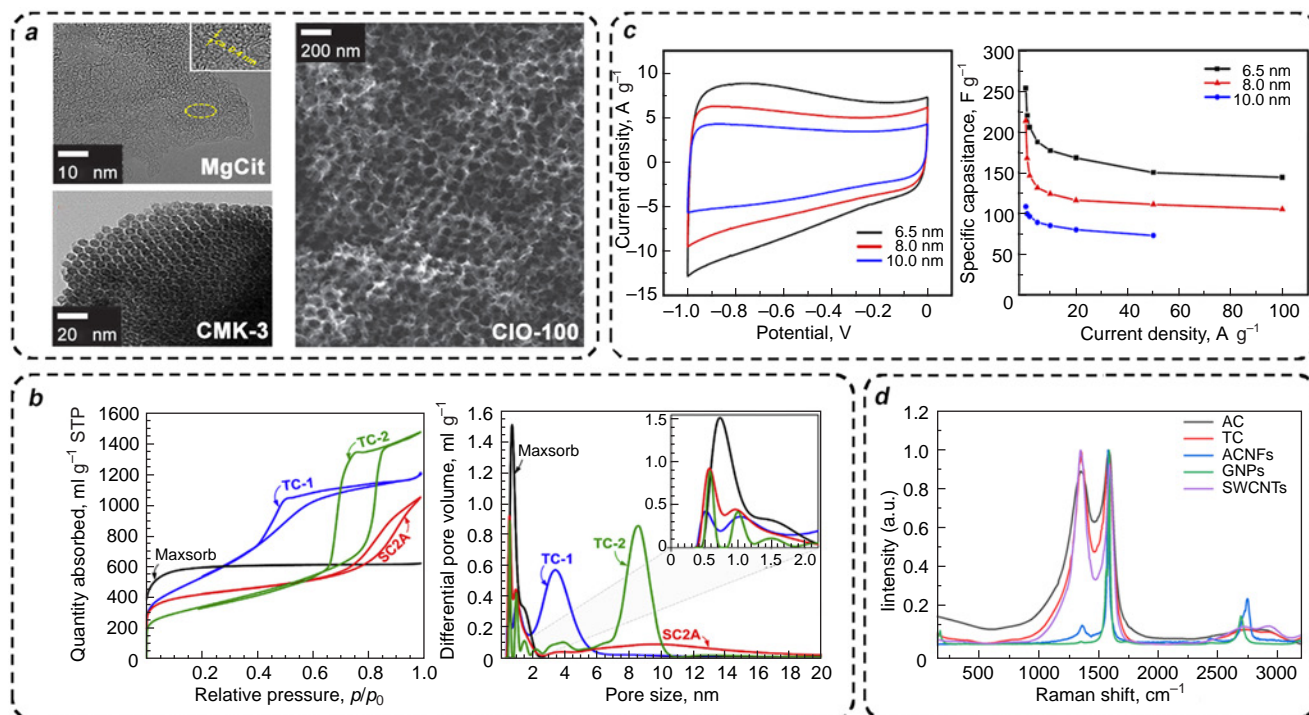 a
MgCit
10 nm
20 nm
CMK-3
200 nm
CIO-100
c
Current density, A g⁻¹
10
5
0
−5
−10
−15
−1.0 −0.8 −0.6 −0.4 −0.2 0
Potential, V
6.5 nm
8.0 nm
10.0 nm
Specific capasitance, F g⁻¹
250
200
150
100
50
0
0 20 40 60 80 100
Current density, A g⁻¹
6.5 nm
8.0 nm
10.0 nm
b
Quantity absorbed, ml g⁻¹ STP
1600
1400
1200
1000
800
600
400
200
0
0.2 0.4 0.6 0.8 1.0
Relative pressure, p/p₀
TC-2
TC-1
Maxsorb
SC2A
Differential pore volume, ml g⁻¹
1.6
1.4
1.2
1.0
0.8
0.6
0.4
0.2
0
0 2 4 6 8 10 12 14 16 18 20
Pore size, nm
Maxsorb
TC-1
TC-2
SC2A
1.5
1.0
0.5
0
0 0.5 1.0 1.5 2.0
d
Iintensity (a.u.)
1.2
1.0
0.8
0.6
0.4
0.2
0
500 1000 1500 2000 2500 3000
Raman shift, cm⁻¹
AC
TC
ACNFs
GNPs
SWCNTs